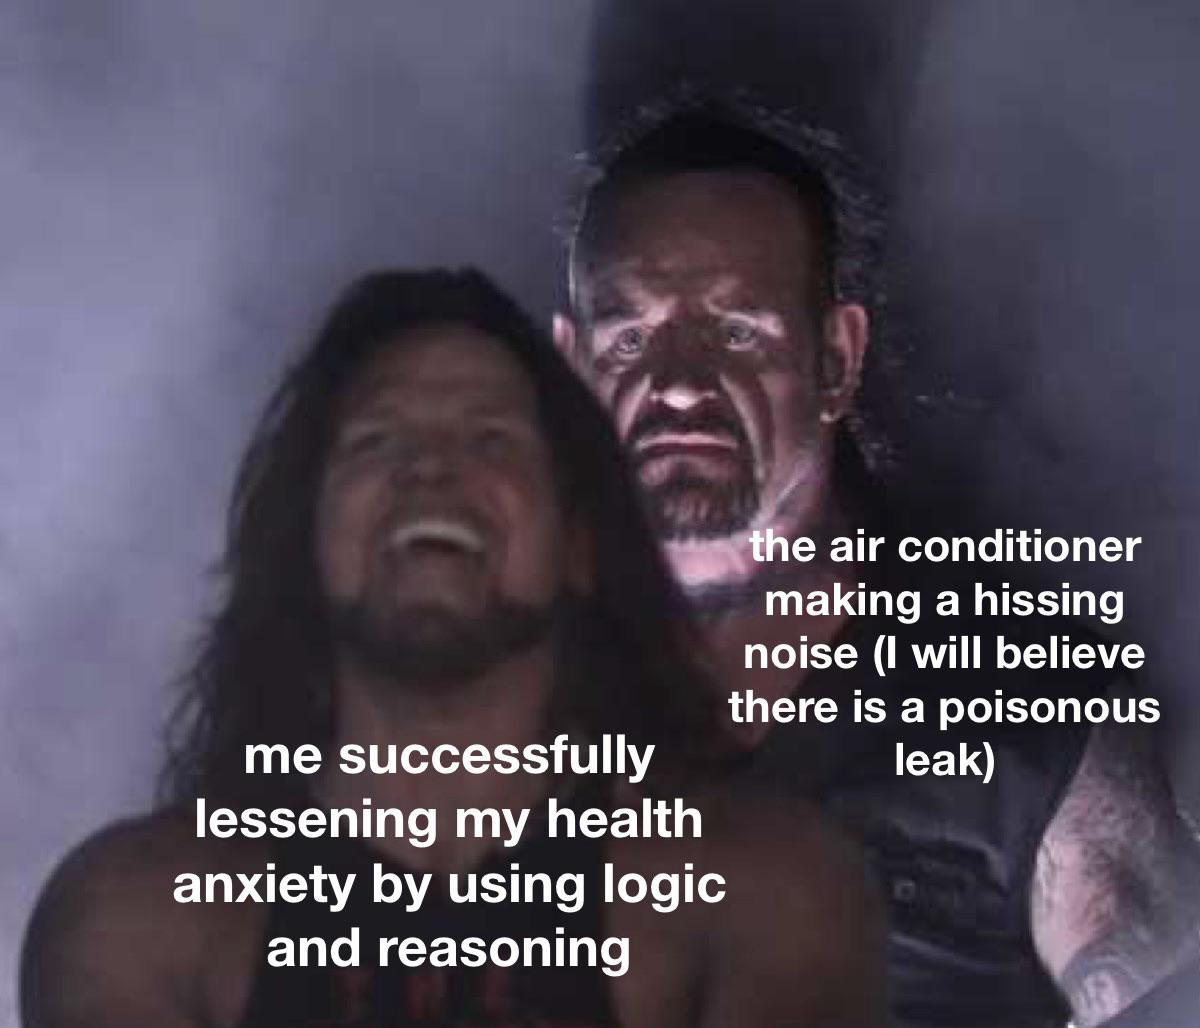 the air conditioner
making a hissing
noise (I will believe
there is a poisonous
leak)
me successfully
lessening my health
anxiety by using logic
and reasoning